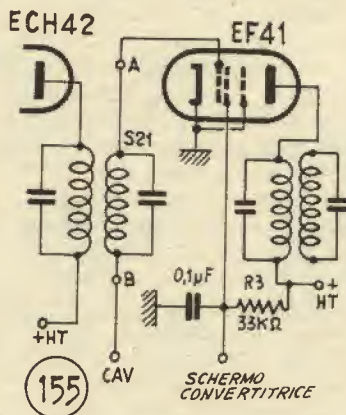 ECH42
EF41
A
S21
B
0,1µF
R3
33KΩ
+HT
+
HT
CAV
SCHERMO
CONVERTITRICE
155